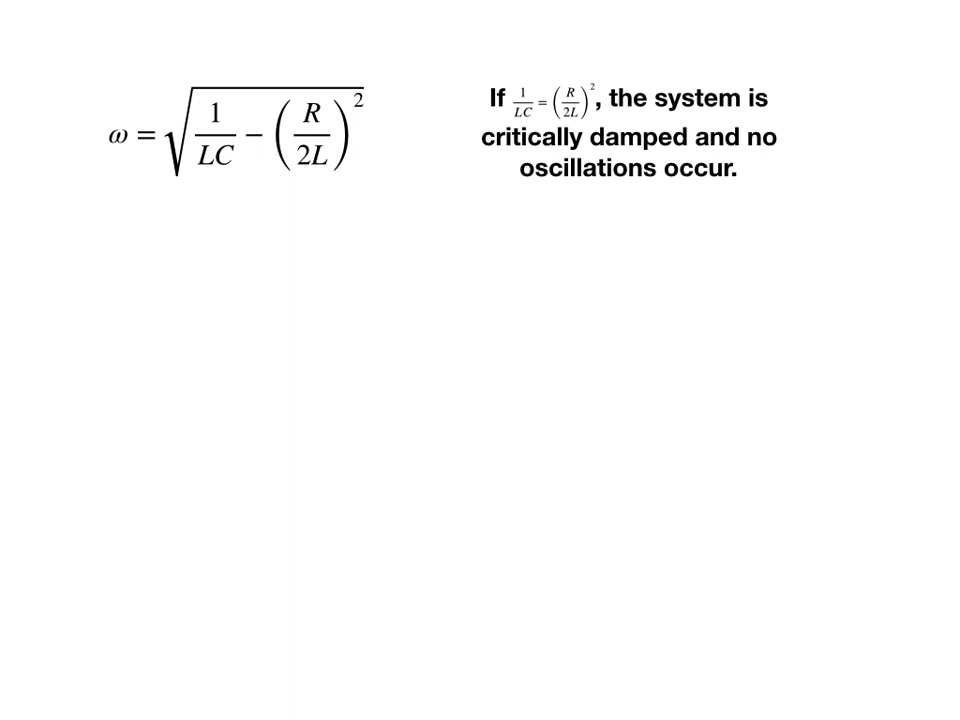 ω = √(1/LC − (R/2L)²)
If 1/LC = (R/2L)², the system is
critically damped and no
oscillations occur.